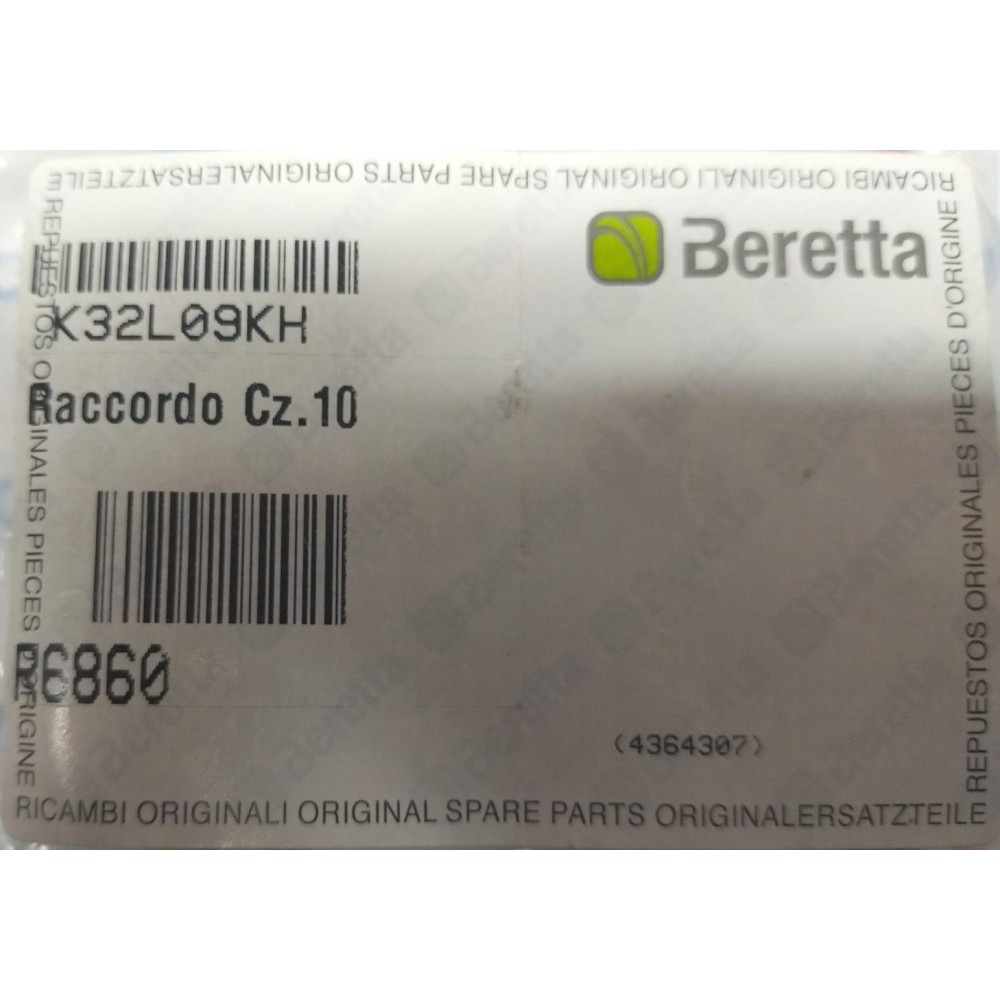 RICAMBI ORIGINALI ORIGINAL SPARE PARTS ORIGINALERSATZTEILE
Beretta
K32L09KH
Raccordo Cz.10
(4364307)
REPUESTOS ORIGINALES PIECES D'ORIGINE
REPUESTOS ORIGINALES PIECES D'ORIGINE
RICAMBI ORIGINALI ORIGINAL SPARE PARTS ORIGINALERSATZTEILE